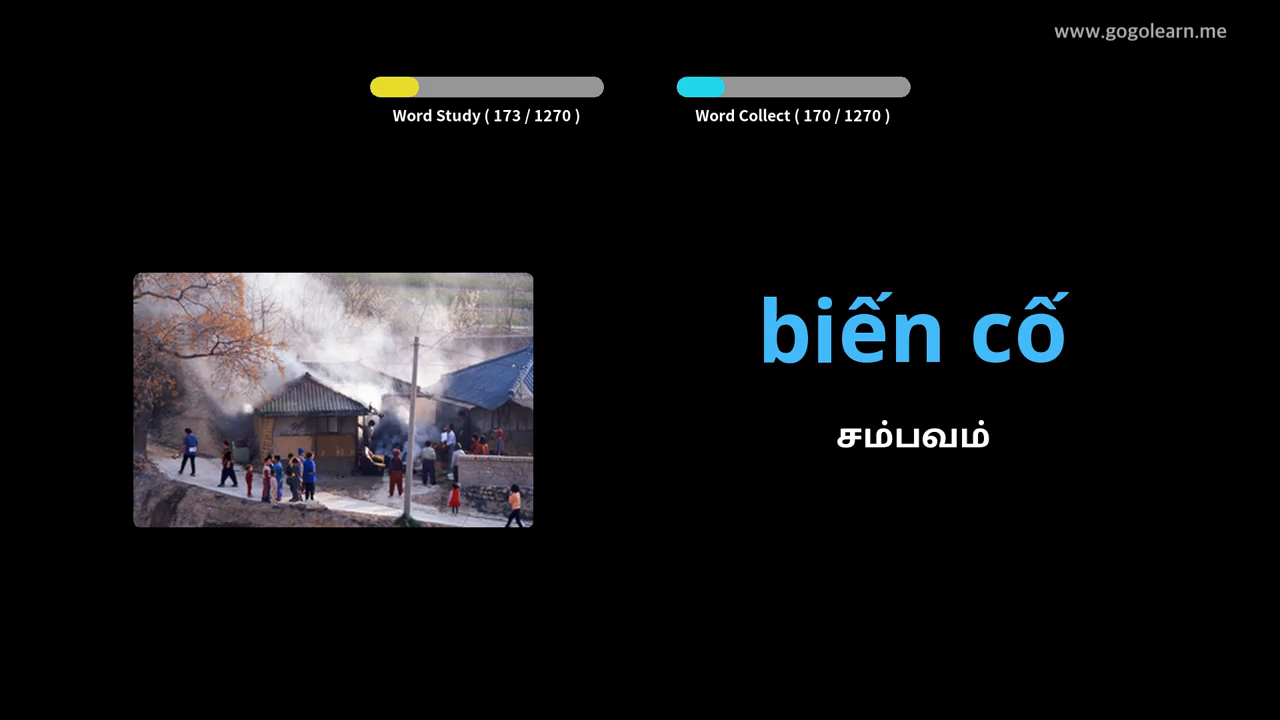 www.gogolearn.me
Word Study ( 173 / 1270 )
Word Collect ( 170 / 1270 )
biến cố
சம்பவம்